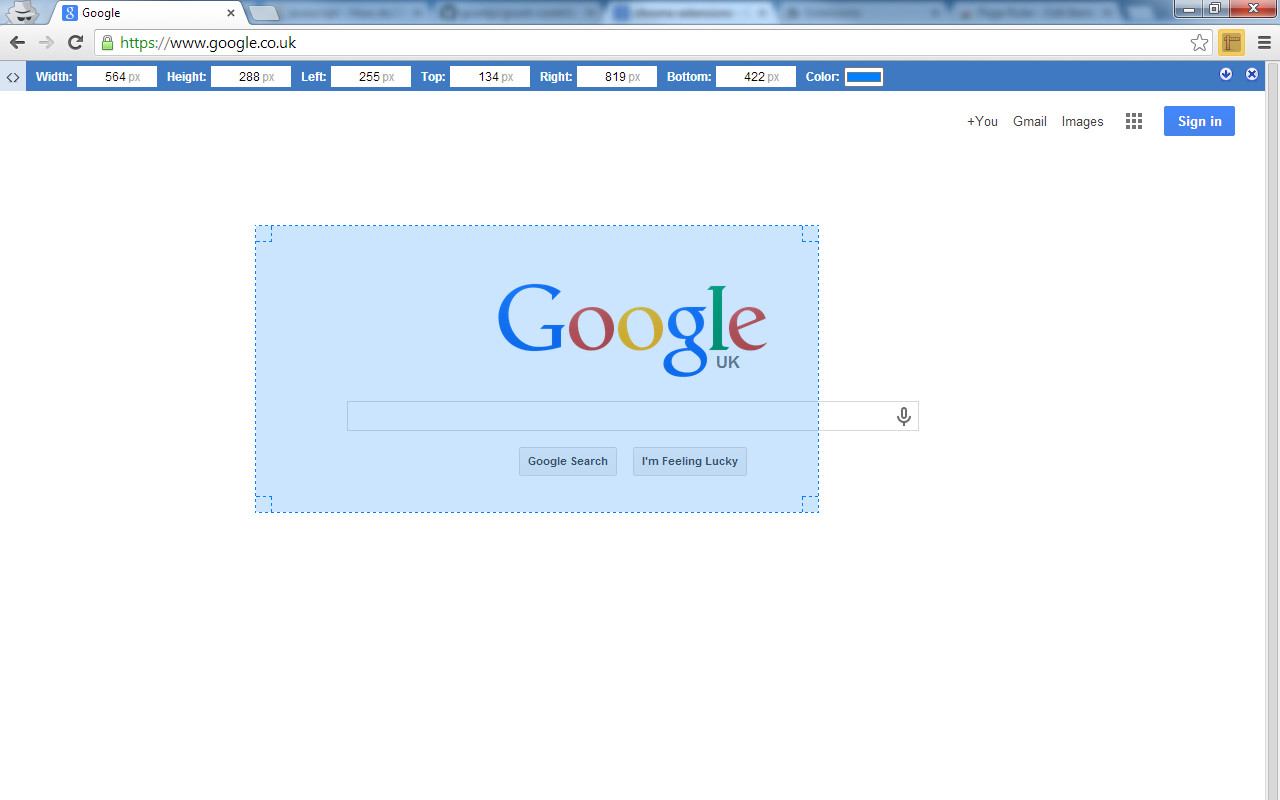 Google
https://www.google.co.uk
Width: 564 px Height: 288 px Left: 255 px Top: 134 px Right: 819 px Bottom: 422 px Color:
+You Gmail Images Sign in
Google
UK
Google Search I'm Feeling Lucky